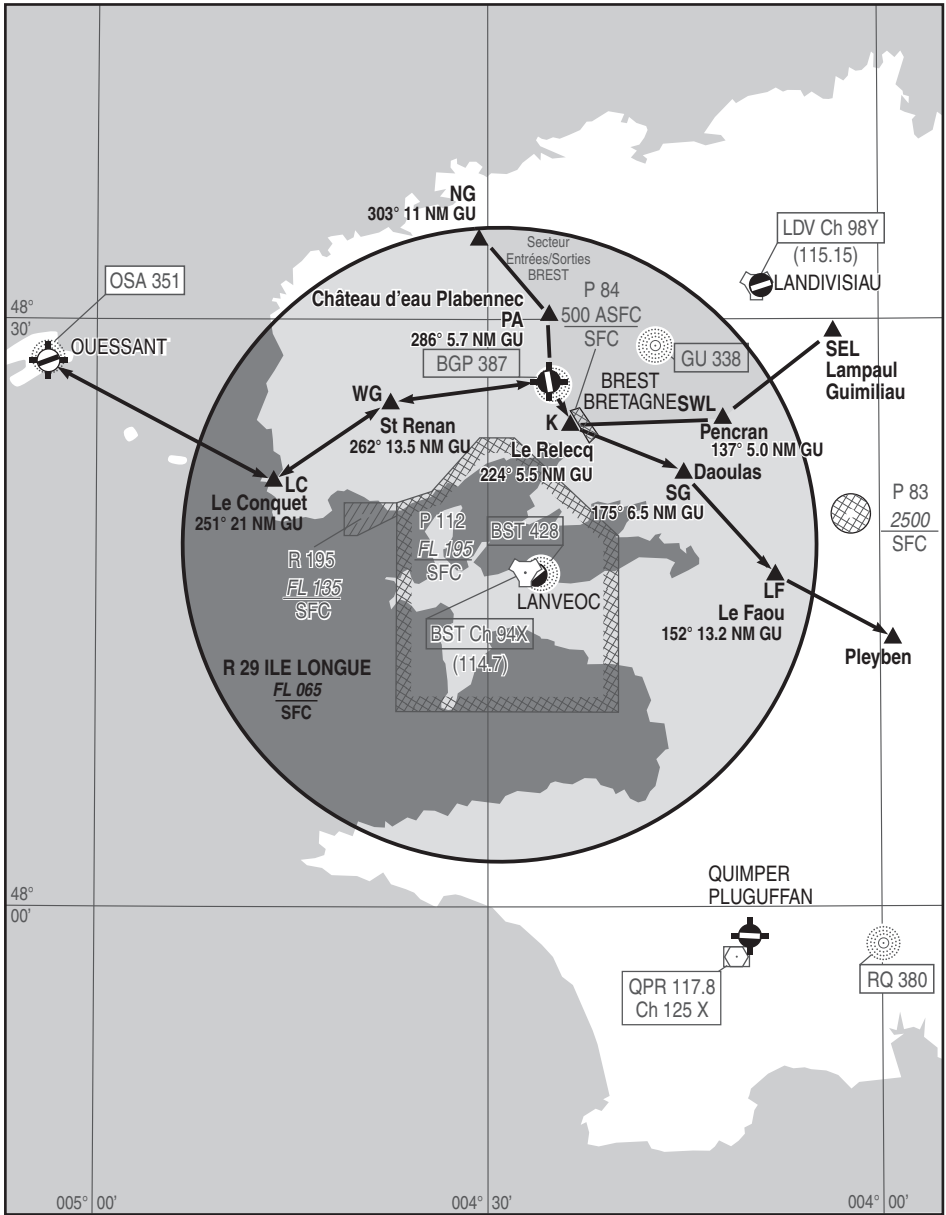 NG
303° 11 NM GU
Secteur
Entrées/Sorties
BREST
LDV Ch 98Y
(115.15)
LANDIVISIAU
OSA 351
48°
30'
OUESSANT
Château d'eau Plabennec
PA
286° 5.7 NM GU
P 84
500 ASFC
SFC
BGP 387
GU 338
SEL
Lampaul
Guimiliau
BREST
BRETAGNE
SWL
Pencran
137° 5.0 NM GU
WG
St Renan
262° 13.5 NM GU
K
Le Relecq
224° 5.5 NM GU
Daoulas
SG
175° 6.5 NM GU
LC
Le Conquet
251° 21 NM GU
P 83
2500
SFC
R 195
FL 135
SFC
P 112
FL 195
SFC
BST 428
LANVEOC
BST Ch 94X
(114.7)
LF
Le Faou
152° 13.2 NM GU
Pleyben
R 29 ILE LONGUE
FL 065
SFC
48°
00'
QUIMPER
PLUGUFFAN
QPR 117.8
Ch 125 X
RQ 380
005° 00'
004° 30'
004° 00'